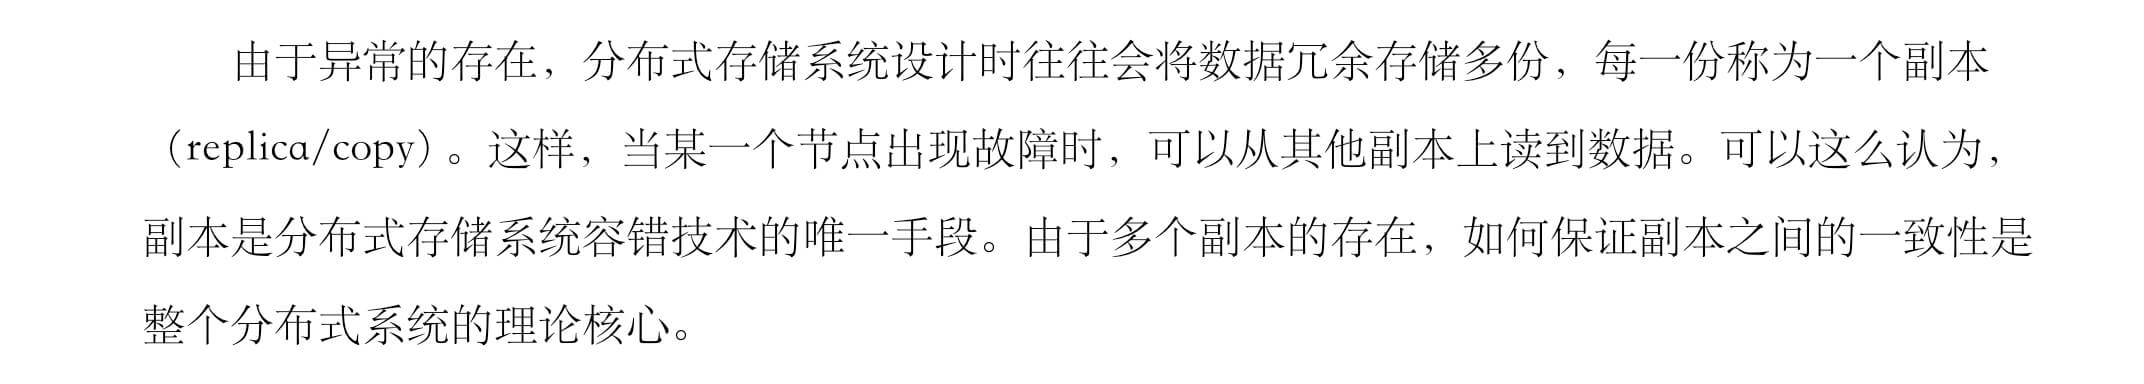 由于异常的存在，分布式存储系统设计时往往会将数据冗余存储多份，每一份称为一个副本
（replica/copy）。这样，当某一个节点出现故障时，可以从其他副本上读到数据。可以这么认为，
副本是分布式存储系统容错技术的唯一手段。由于多个副本的存在，如何保证副本之间的一致性是
整个分布式系统的理论核心。